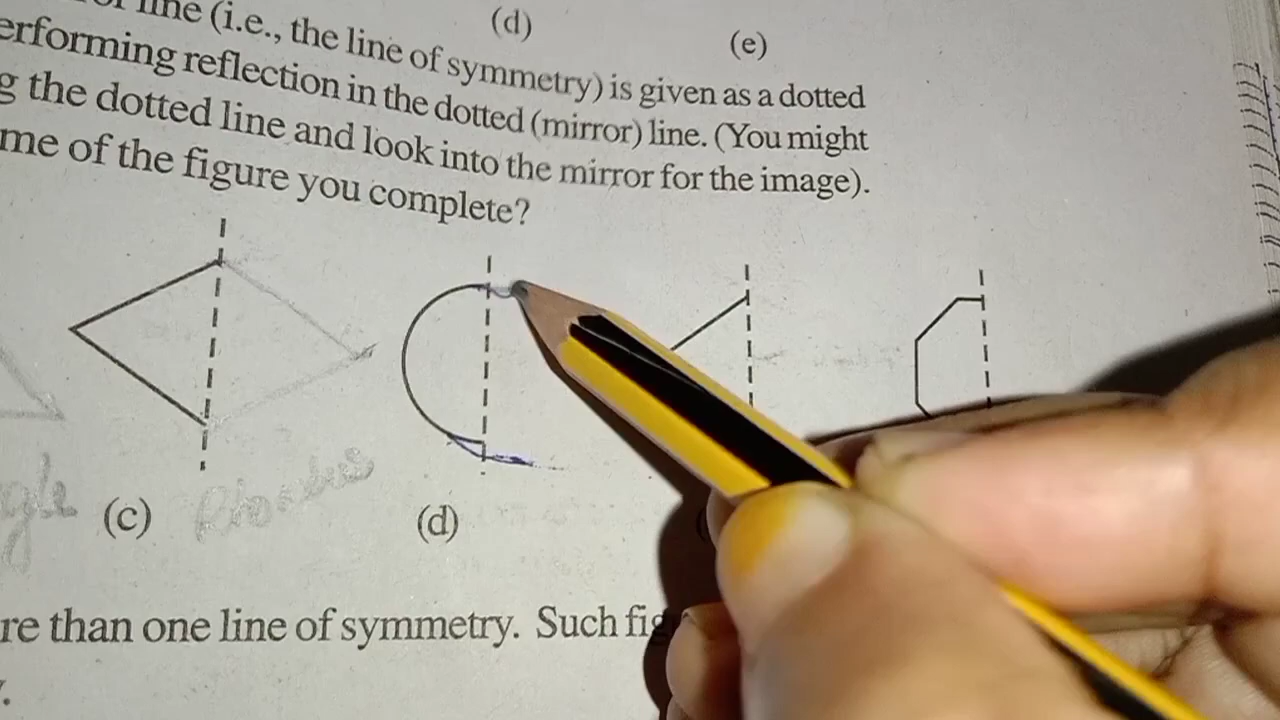 (d)
(e)
line (i.e., the line of symmetry) is given as a dotted
erforming reflection in the dotted (mirror) line. (You might
g the dotted line and look into the mirror for the image).
me of the figure you complete?
gle
(c)
(d)
re than one line of symmetry. Such fig